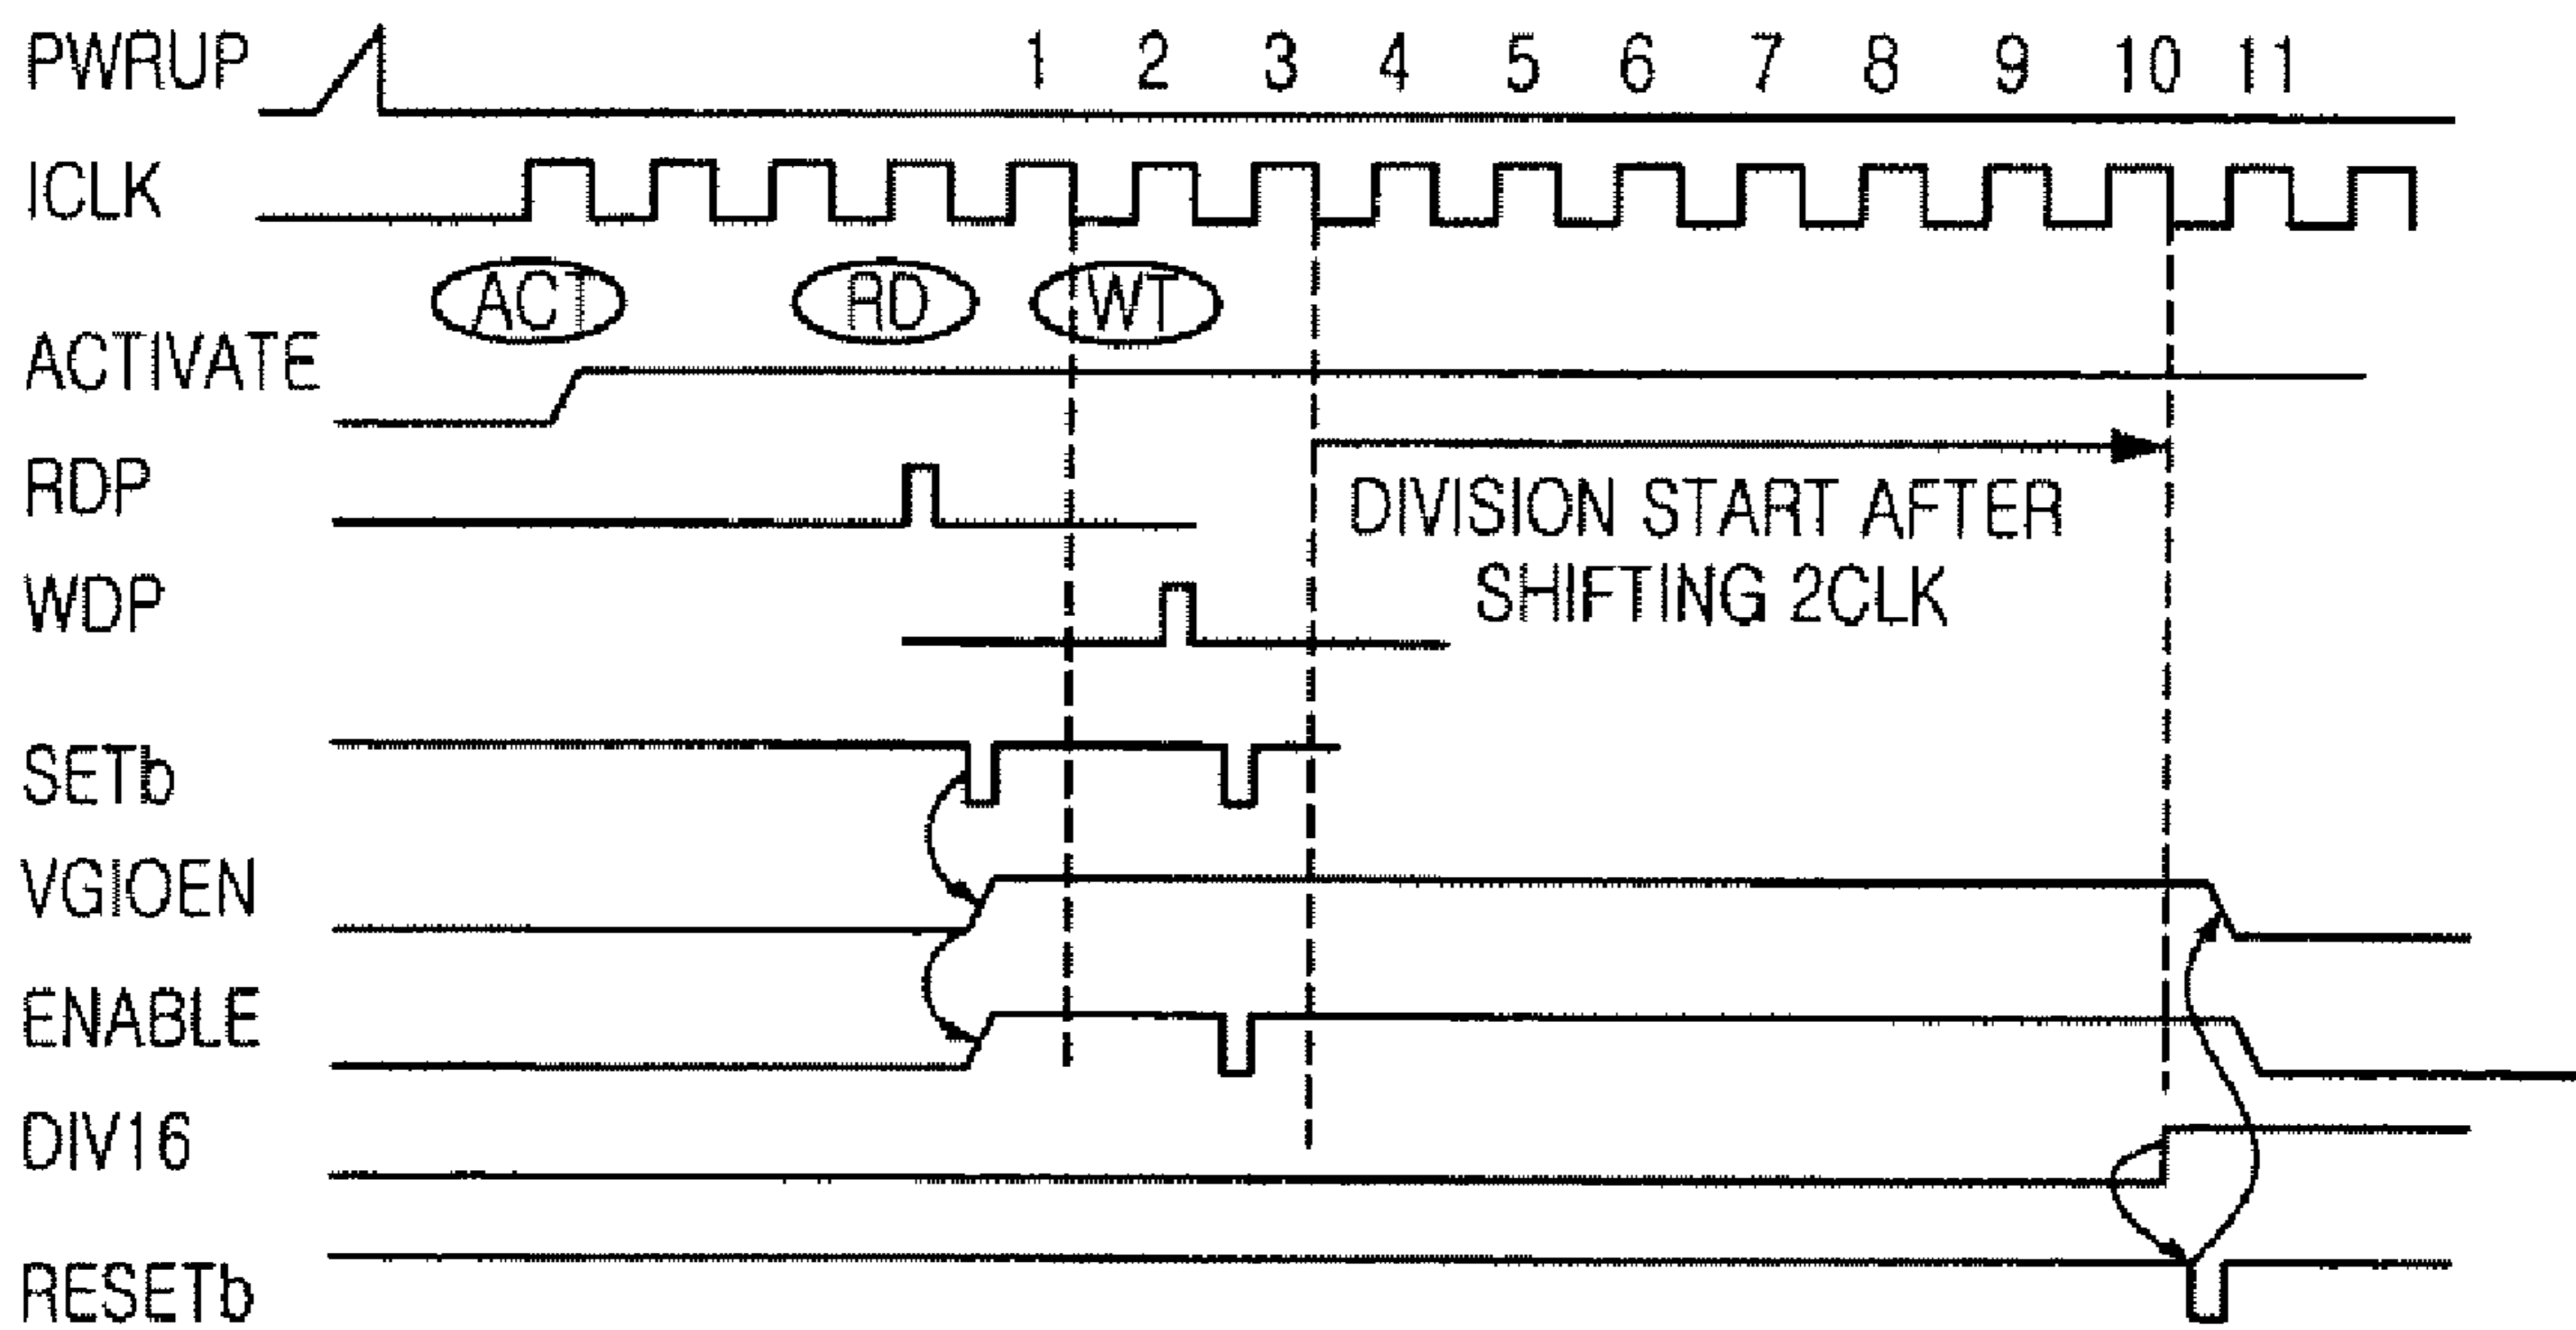 PWRUP 1 2 3 4 5 6 7 8 9 10 11
ICLK
ACT RD WT
ACTIVATE
RDP
DIVISION START AFTER
SHIFTING 2CLK
WDP
SETb
VGIOEN
ENABLE
DIV16
RESETb